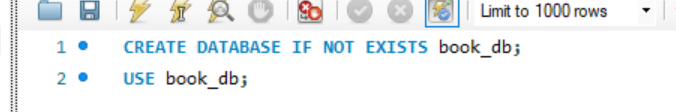 Limit to 1000 rows
1 CREATE DATABASE IF NOT EXISTS book_db;
2 USE book_db;